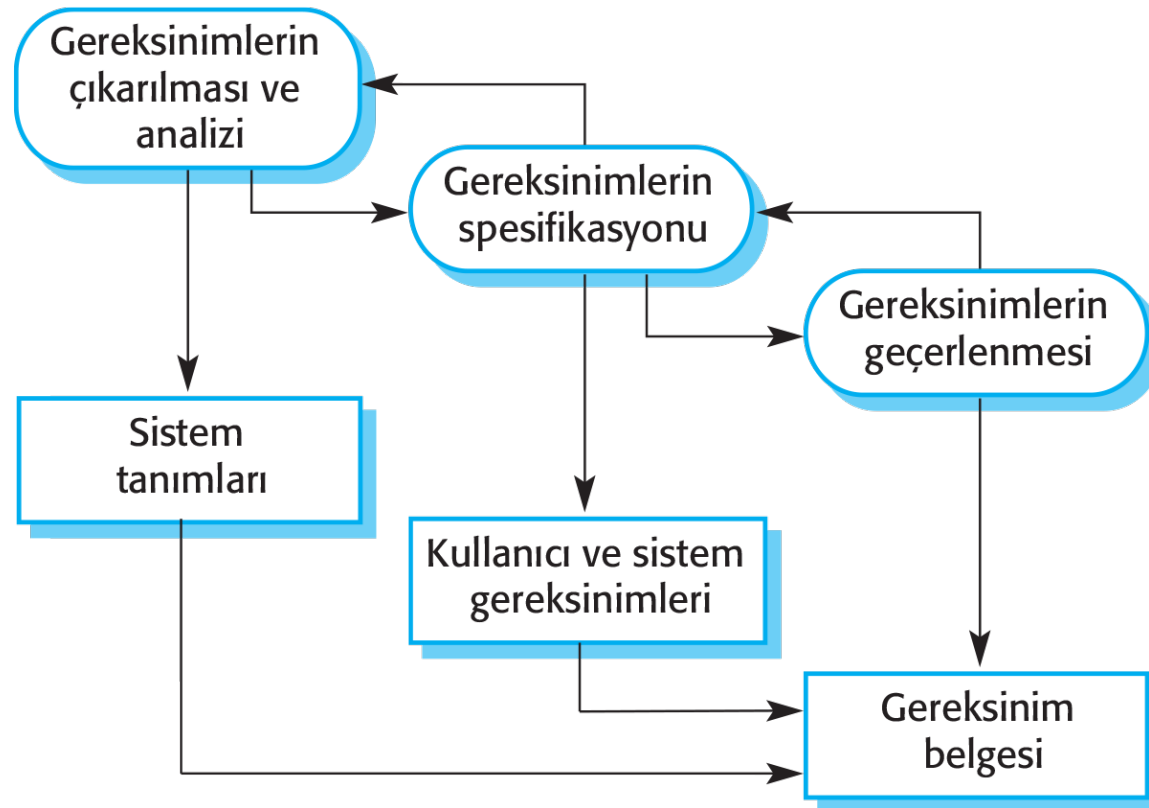 Gereksinimlerin
çıkarılması ve
analizi
Gereksinimlerin
spesifikasyonu
Gereksinimlerin
geçerlenmesi
Sistem
tanımları
Kullanıcı ve sistem
gereksinimleri
Gereksinim
belgesi